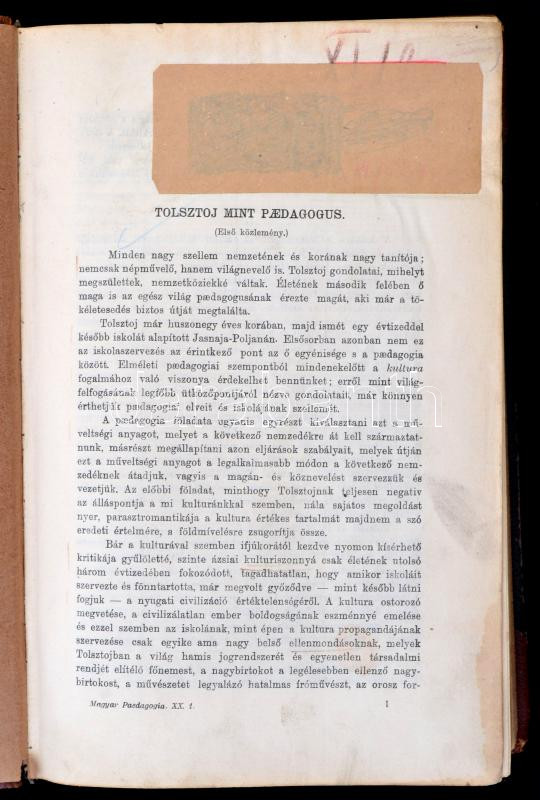 XI/0
TOLSZTOJ MINT PÆDAGOGUS.
(Első közlemény.)
Minden nagy szellem nemzetének és korának nagy tanítója;
nemcsak népművelő, hanem világnevelő is. Tolsztoj gondolatai, mihelyt
megszülettek, nemzetköziekké váltak. Életének második felében ő
maga is az egész világ pædagogusának érezte magát, aki már a tö-
kéletesedés biztos útját megtalálta.
Tolsztoj már huszonegy éves korában, majd ismét egy évtizeddel
később iskolát alapított Jasnaja-Poljanán. Elsősorban azonban nem ez
az iskolaszervezés az érintkező pont az ő egyénisége s a pædagogia
között. Elméleti pædagogiai szempontból mindenekelőtt a kultura
fogalmához való viszonya érdekelhet bennünket; erről mint világ-
felfogásának legfőbb ütközőpontjáról nézve gondolatait, már könnyen
érthetjük pædagogiai elveit és iskolájának szellemét.
A pædagogia föladata ugyanis egyrészt kiválasztani azt a mű-
veltségi anyagot, melyet a következő nemzedékre át kell származtat-
nunk, másrészt megállapítani azon eljárások szabályait, melyek útján
ezt a műveltségi anyagot a legalkalmasabb módon a következő nem-
zedéknek átadjuk, vagyis a magán- és köznevelést szervezzük és
vezetjük. Az előbbi föladat, minthogy Tolsztojnak teljesen negativ
az álláspontja a mi kulturánkkal szemben, nála sajátos megoldást
nyer, parasztromantikája a kultura értékes tartalmát majdnem a szó
eredeti értelmére, a földmívelésre zsugorítja össze.
Bár a kulturával szemben ifjúkorától kezdve nyomon kísérhető
kritikája gyűlöletté, szinte ázsiai kulturiszonnyá csak életének utolsó
három évtizedében fokozódott, tagadhatatlan, hogy amikor iskoláit
szervezte és fönntartotta, már megvolt győződve — mint később látni
fogjuk — a nyugati civilizáció értéktelenségéről. A kultura ostorozó
megvetése, a civilizálatlan ember boldogságának eszménnyé emelése
és ezzel szemben az iskolának, mint épen a kultura propagandájának
szervezése csak egyike ama nagy belső ellenmondásoknak, melyek
Tolsztojban a világ hamis jogrendszerét és egyenetlen társadalmi
rendjét elítélő főnemest, a nagybirtokot a legélesebben ellenző nagy-
birtokost, a művészetet legyalázó hatalmas íróművészt, az orosz for-
Magyar Paedagogia. XX. 1.
1